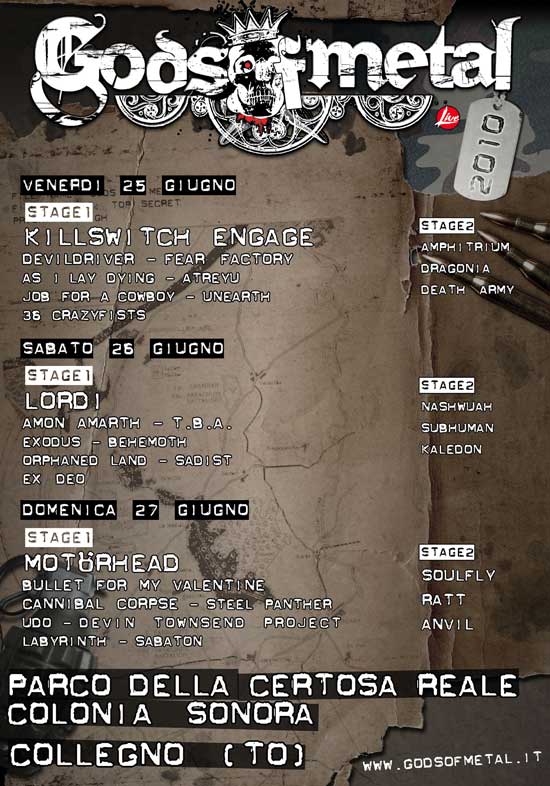 Godsofmetal
Live
2010
VENERDI 25 GIUGNO
TOP SECRET
STAGE1
KILLSWITCH ENGAGE
DEVILDRIVER - FEAR FACTORY
AS I LAY DYING - ATREYU
JOB FOR A COWBOY - UNEARTH
36 CRAZYFISTS
STAGE2
AMPHITRIUM
DRAGONIA
DEATH ARMY
SABATO 26 GIUGNO
STAGE1
LORDI
AMON AMARTH - T.B.A.
EXODUS - BEHEMOTH
ORPHANED LAND - SADIST
EX DEO
STAGE2
NASHWUAH
SUBHUMAN
KALEDON
DOMENICA 27 GIUGNO
STAGE1
MOTÖRHEAD
BULLET FOR MY VALENTINE
CANNIBAL CORPSE - STEEL PANTHER
UDO - DEVIN TOWNSEND PROJECT
LABYRINTH - SABATON
STAGE2
SOULFLY
RATT
ANVIL
PARCO DELLA CERTOSA REALE
COLONIA SONORA
COLLEGNO (TO)
WWW.GODSOFMETAL.IT